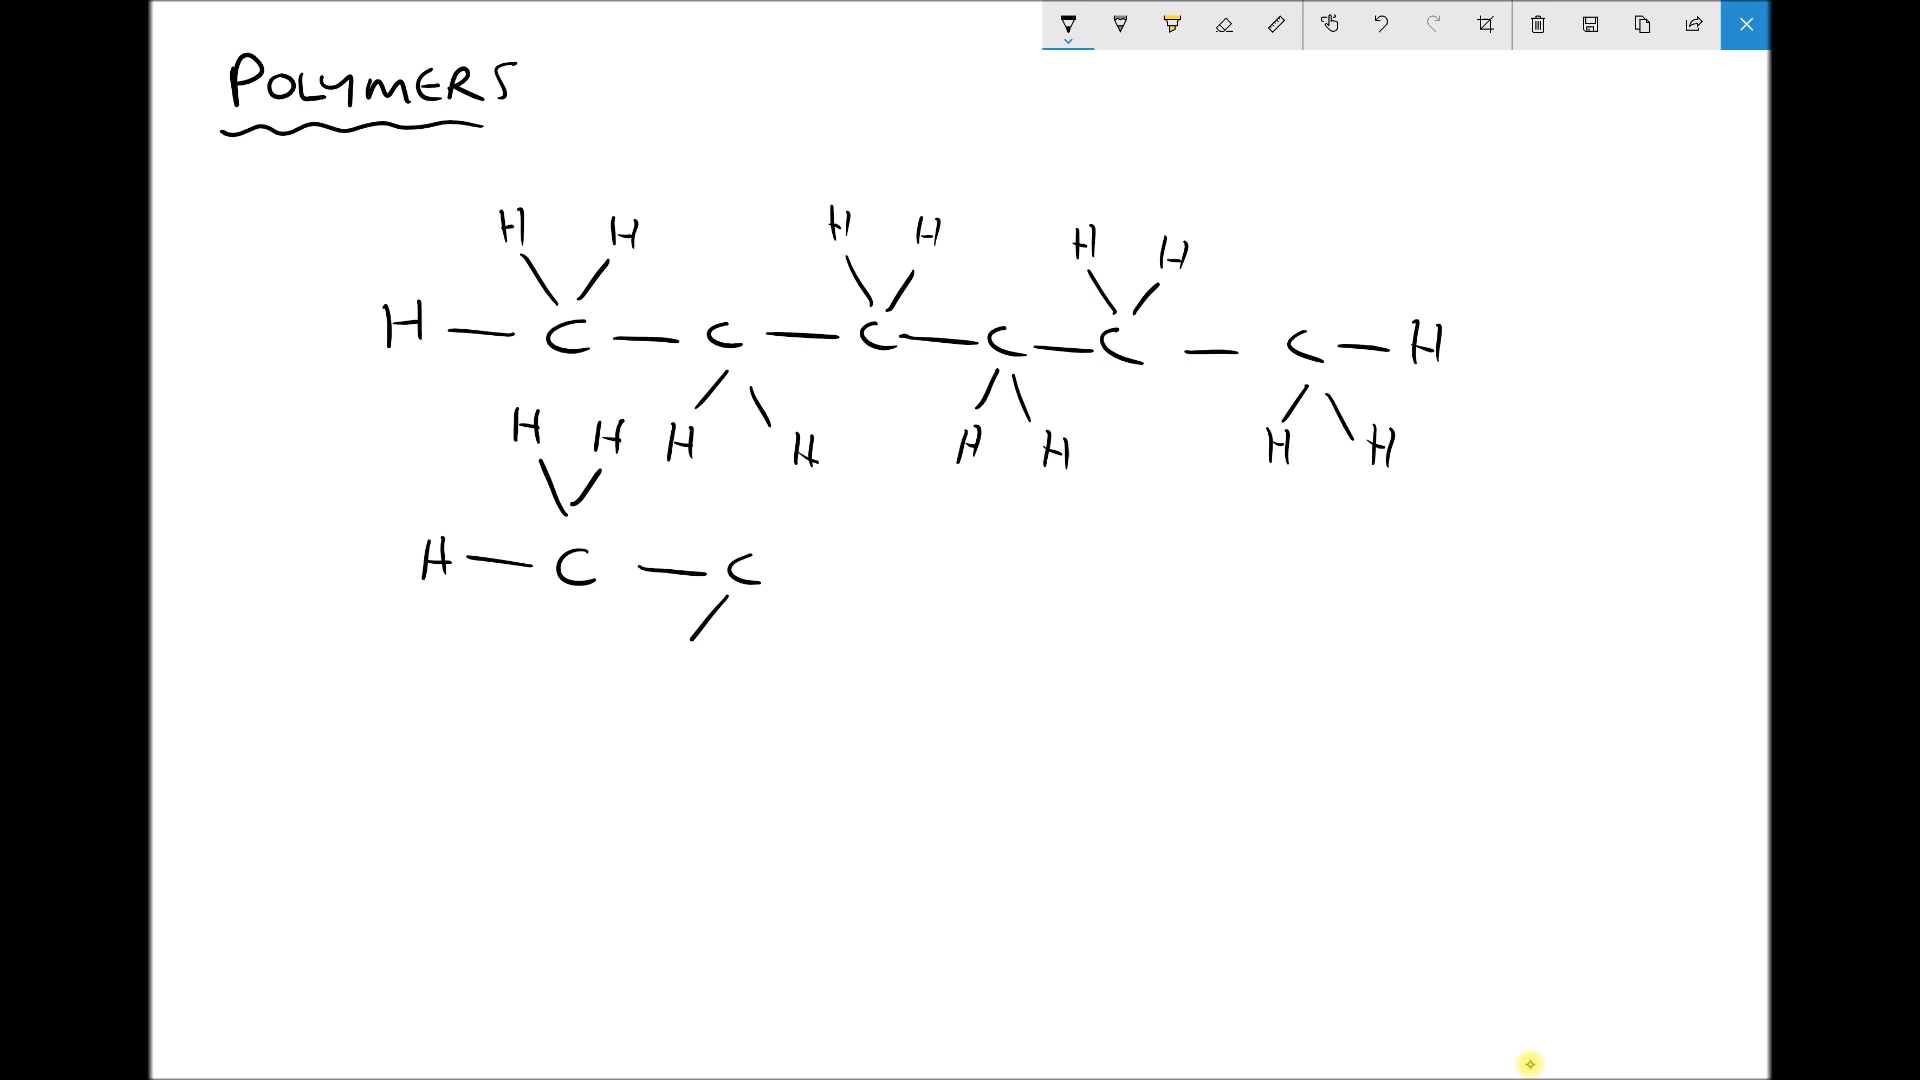 POLYMERS
H H H H H H
H — C — C — C — C — C — C — H
H H H H H H H H
H — C — C